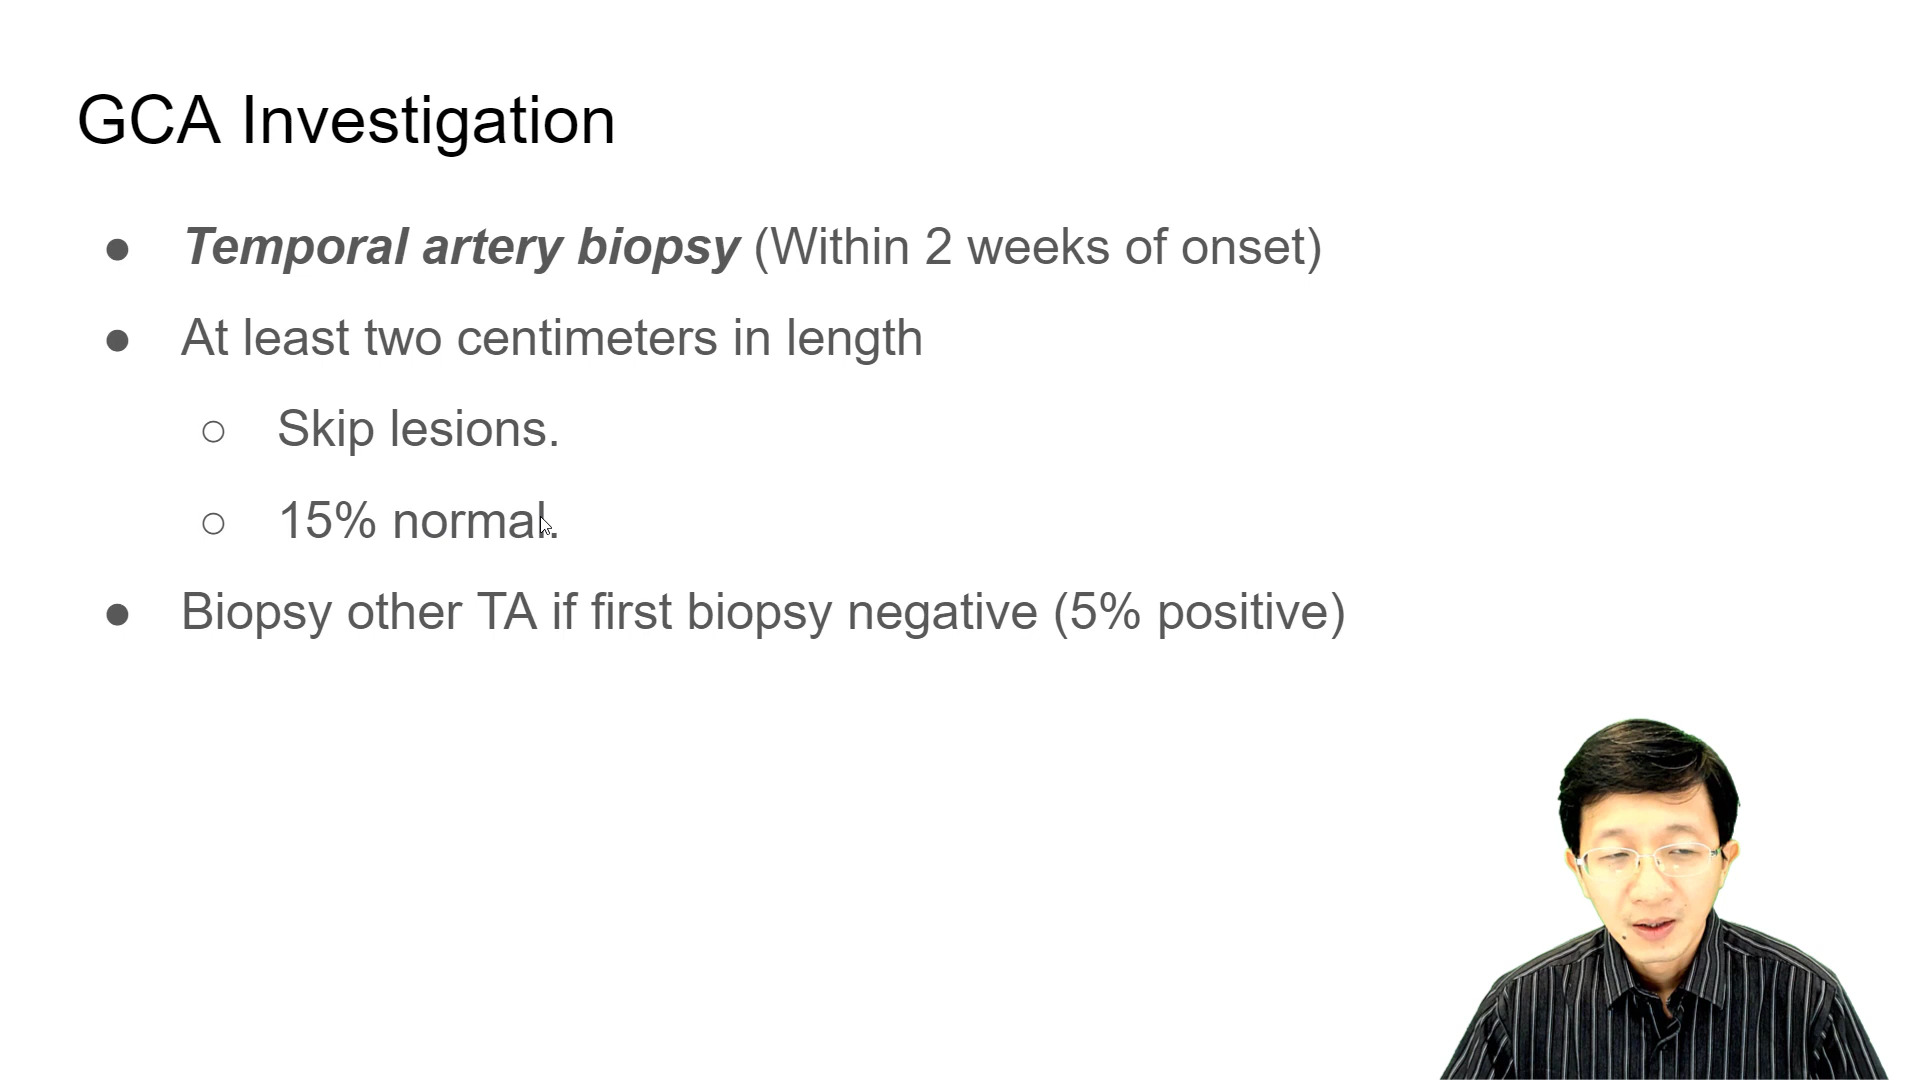 GCA Investigation
● Temporal artery biopsy (Within 2 weeks of onset)
● At least two centimeters in length
○ Skip lesions.
○ 15% normal.
● Biopsy other TA if first biopsy negative (5% positive)